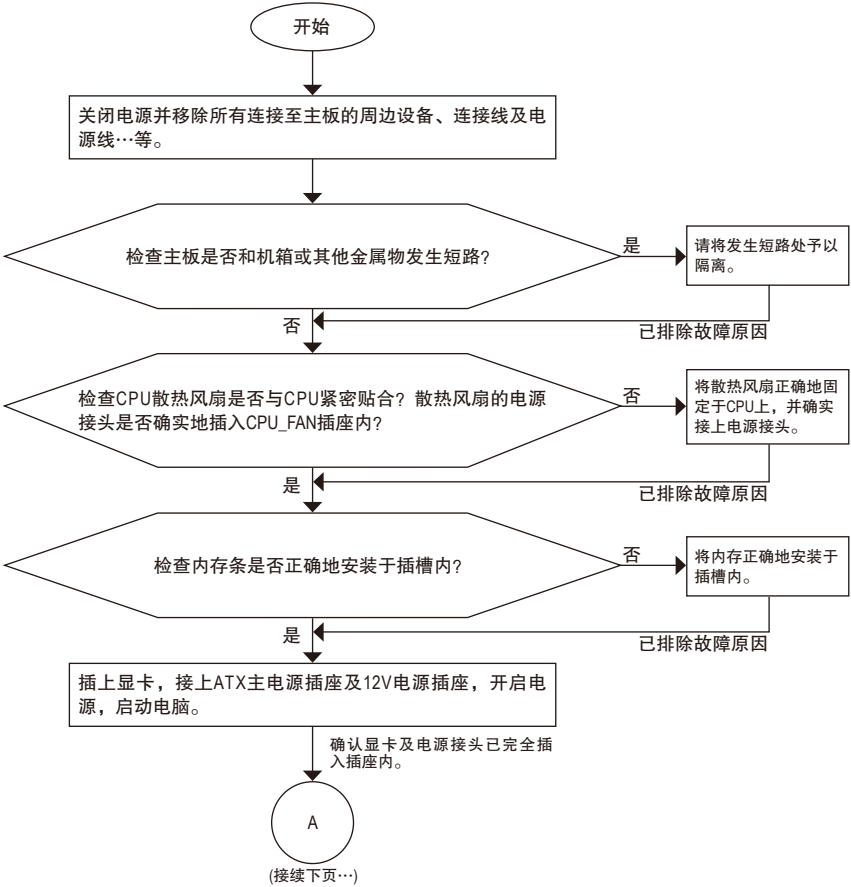 开始
关闭电源并移除所有连接至主板的周边设备、连接线及电
源线…等。
检查主板是否和机箱或其他金属物发生短路?
是
请将发生短路处予以
隔离。
否
已排除故障原因
检查CPU散热风扇是否与CPU紧密贴合? 散热风扇的电源
接头是否确实地插入CPU_FAN插座内?
否
将散热风扇正确地固
定于CPU上，并确实
接上电源接头。
是
已排除故障原因
检查内存条是否正确地安装于插槽内?
否
将内存正确地安装于
插槽内。
是
已排除故障原因
插上显卡，接上ATX主电源插座及12V电源插座，开启电
源，启动电脑。
确认显卡及电源接头已完全插
入插座内。
A
(接续下页…)